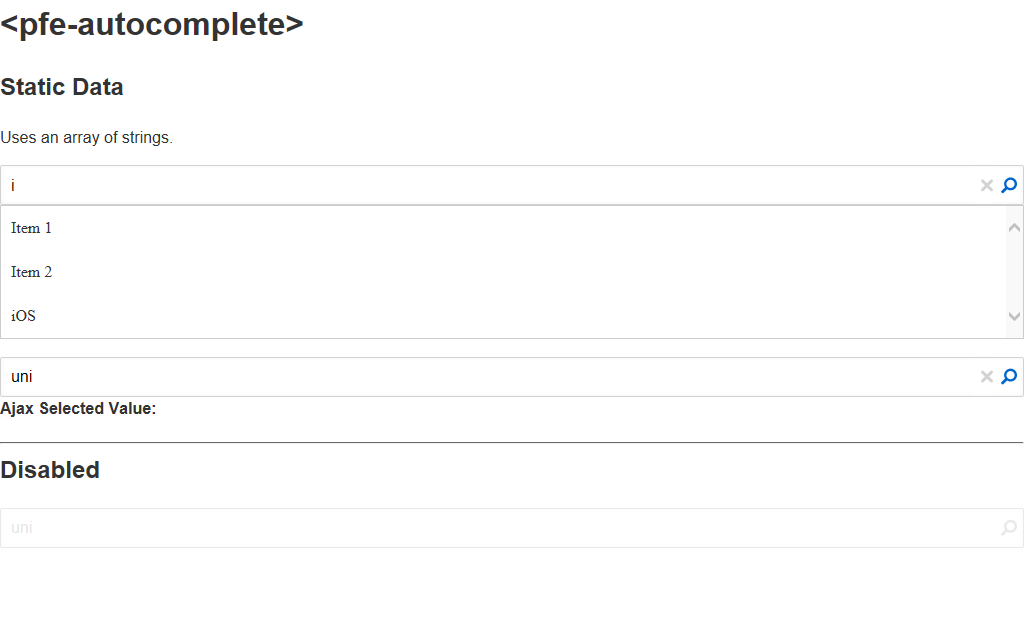 <pfe-autocomplete>
Static Data
Uses an array of strings.
i
Item 1
Item 2
iOS
uni
Ajax Selected Value:
Disabled
uni